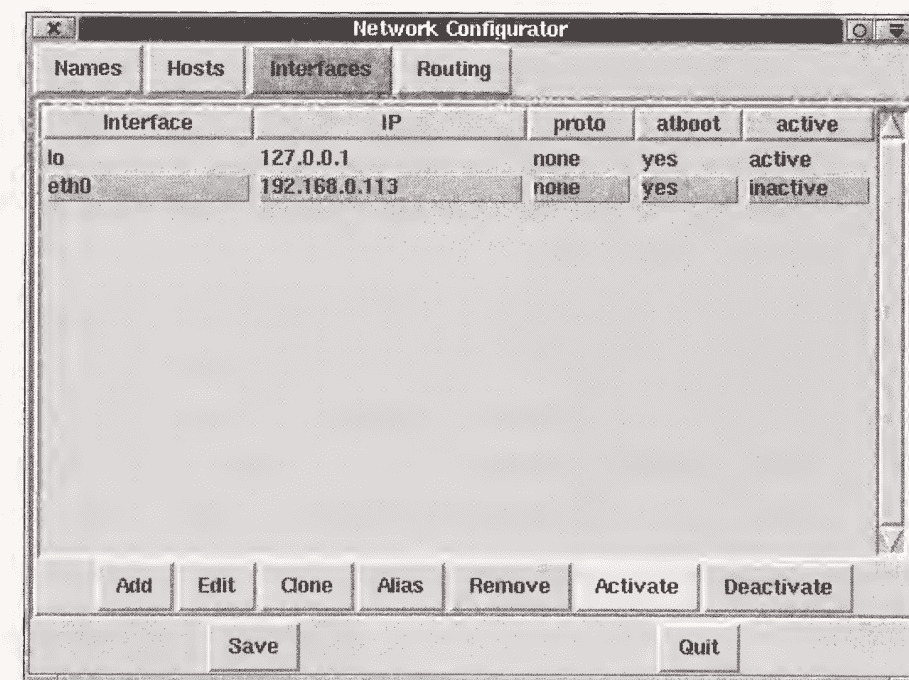 Network Configurator
Names Hosts Interfaces Routing
Interface IP proto atboot active
lo 127.0.0.1 none yes active
eth0 192.168.0.113 none yes inactive
Add Edit Clone Alias Remove Activate Deactivate
Save Quit